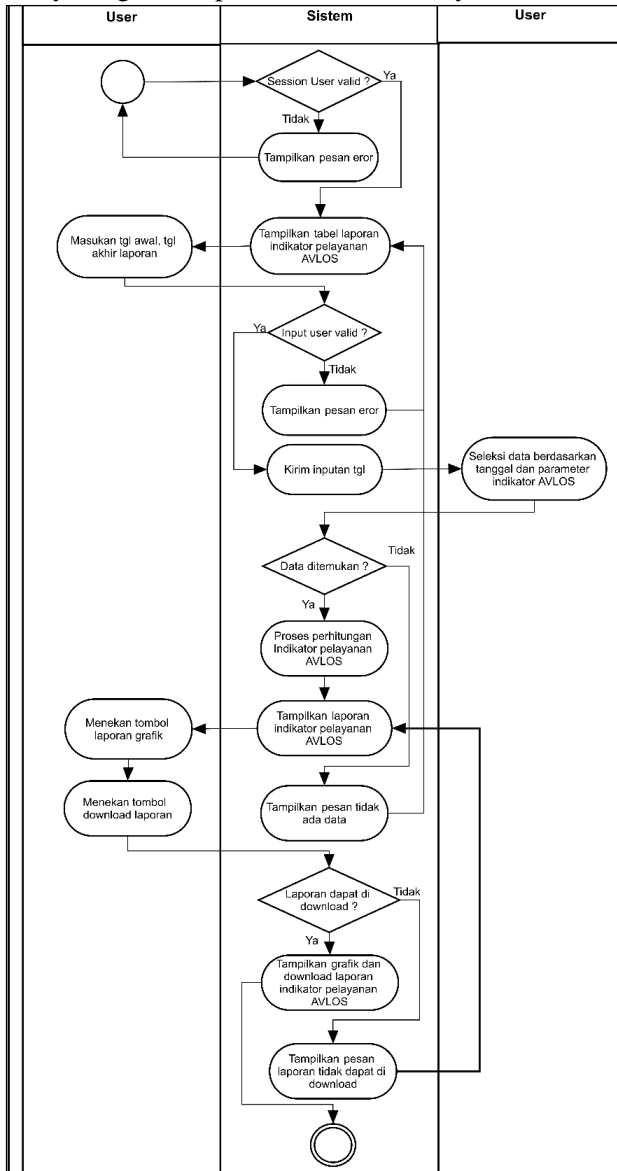 User
Sistem
User
Session User valid ?
Ya
Tidak
Tampilkan pesan eror
Tampilkan tabel laporan
indikator pelayanan
AVLOS
Masukan tgl awal, tgl
akhir laporan
Ya
Input user valid ?
Tidak
Tampilkan pesan eror
Kirim inputan tgl
Seleksi data berdasarkan
tanggal dan parameter
indikator AVLOS
Data ditemukan ?
Tidak
Ya
Proses perhitungan
Indikator pelayanan
AVLOS
Tampilkan laporan
indikator pelayanan
AVLOS
Menekan tombol
laporan grafik
Menekan tombol
download laporan
Tampilkan pesan tidak
ada data
Laporan dapat di
download ?
Tidak
Ya
Tampilkan grafik dan
download laporan
indikator pelayanan
AVLOS
Tampilkan pesan
laporan tidak dapat di
download